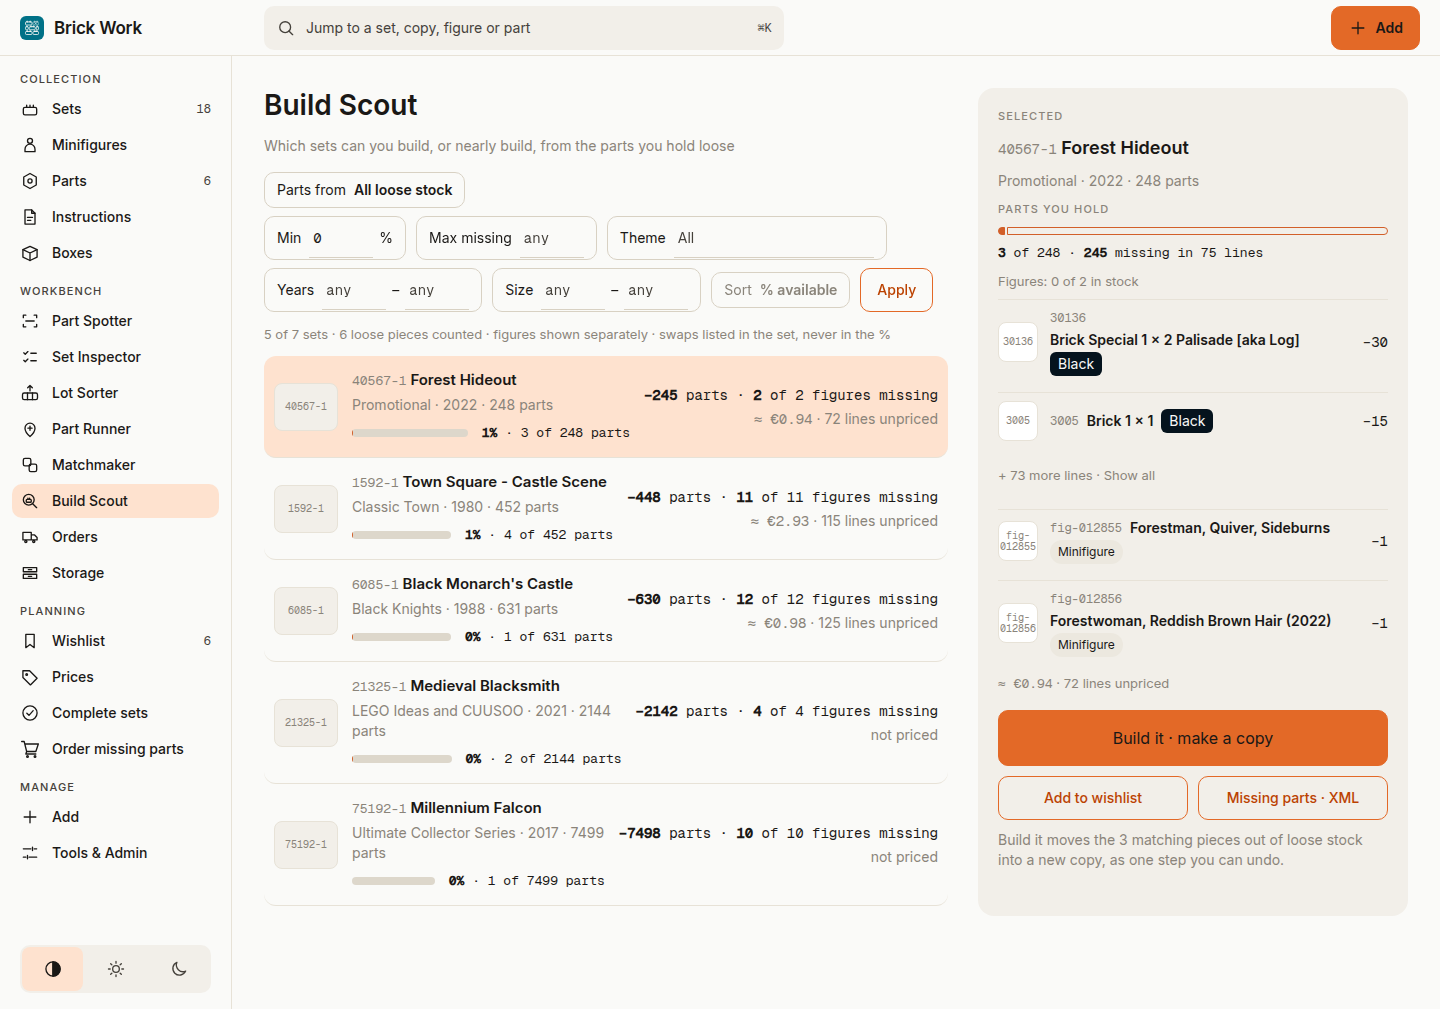 Brick Work
Jump to a set, copy, figure or part
⌘K
Add
COLLECTION
Sets 18
Minifigures
Parts 6
Instructions
Boxes
WORKBENCH
Part Spotter
Set Inspector
Lot Sorter
Part Runner
Matchmaker
Build Scout
Orders
Storage
PLANNING
Wishlist 6
Prices
Complete sets
Order missing parts
MANAGE
Add
Tools & Admin
Build Scout
Which sets can you build, or nearly build, from the parts you hold loose
Parts from All loose stock
Min 0 %
Max missing any
Theme All
Years any – any
Size any – any
Sort % available
Apply
5 of 7 sets · 6 loose pieces counted · figures shown separately · swaps listed in the set, never in the %
40567-1
40567-1 Forest Hideout
Promotional · 2022 · 248 parts
1% · 3 of 248 parts
−245 parts · 2 of 2 figures missing
≈ €0.94 · 72 lines unpriced
1592-1
1592-1 Town Square - Castle Scene
Classic Town · 1980 · 452 parts
1% · 4 of 452 parts
−448 parts · 11 of 11 figures missing
≈ €2.93 · 115 lines unpriced
6085-1
6085-1 Black Monarch's Castle
Black Knights · 1988 · 631 parts
0% · 1 of 631 parts
−630 parts · 12 of 12 figures missing
≈ €0.98 · 125 lines unpriced
21325-1
21325-1 Medieval Blacksmith
LEGO Ideas and CUUSOO · 2021 · 2144
parts
0% · 2 of 2144 parts
−2142 parts · 4 of 4 figures missing
not priced
75192-1
75192-1 Millennium Falcon
Ultimate Collector Series · 2017 · 7499
parts
0% · 1 of 7499 parts
−7498 parts · 10 of 10 figures missing
not priced
SELECTED
40567-1 Forest Hideout
Promotional · 2022 · 248 parts
PARTS YOU HOLD
3 of 248 · 245 missing in 75 lines
Figures: 0 of 2 in stock
30136
30136
Brick Special 1 × 2 Palisade [aka Log]
Black
−30
3005
3005 Brick 1 × 1 Black
−15
+ 73 more lines · Show all
fig-
012855
fig-012855 Forestman, Quiver, Sideburns
Minifigure
−1
fig-
012856
fig-012856
Forestwoman, Reddish Brown Hair (2022)
Minifigure
−1
≈ €0.94 · 72 lines unpriced
Build it · make a copy
Add to wishlist
Missing parts · XML
Build it moves the 3 matching pieces out of loose stock
into a new copy, as one step you can undo.